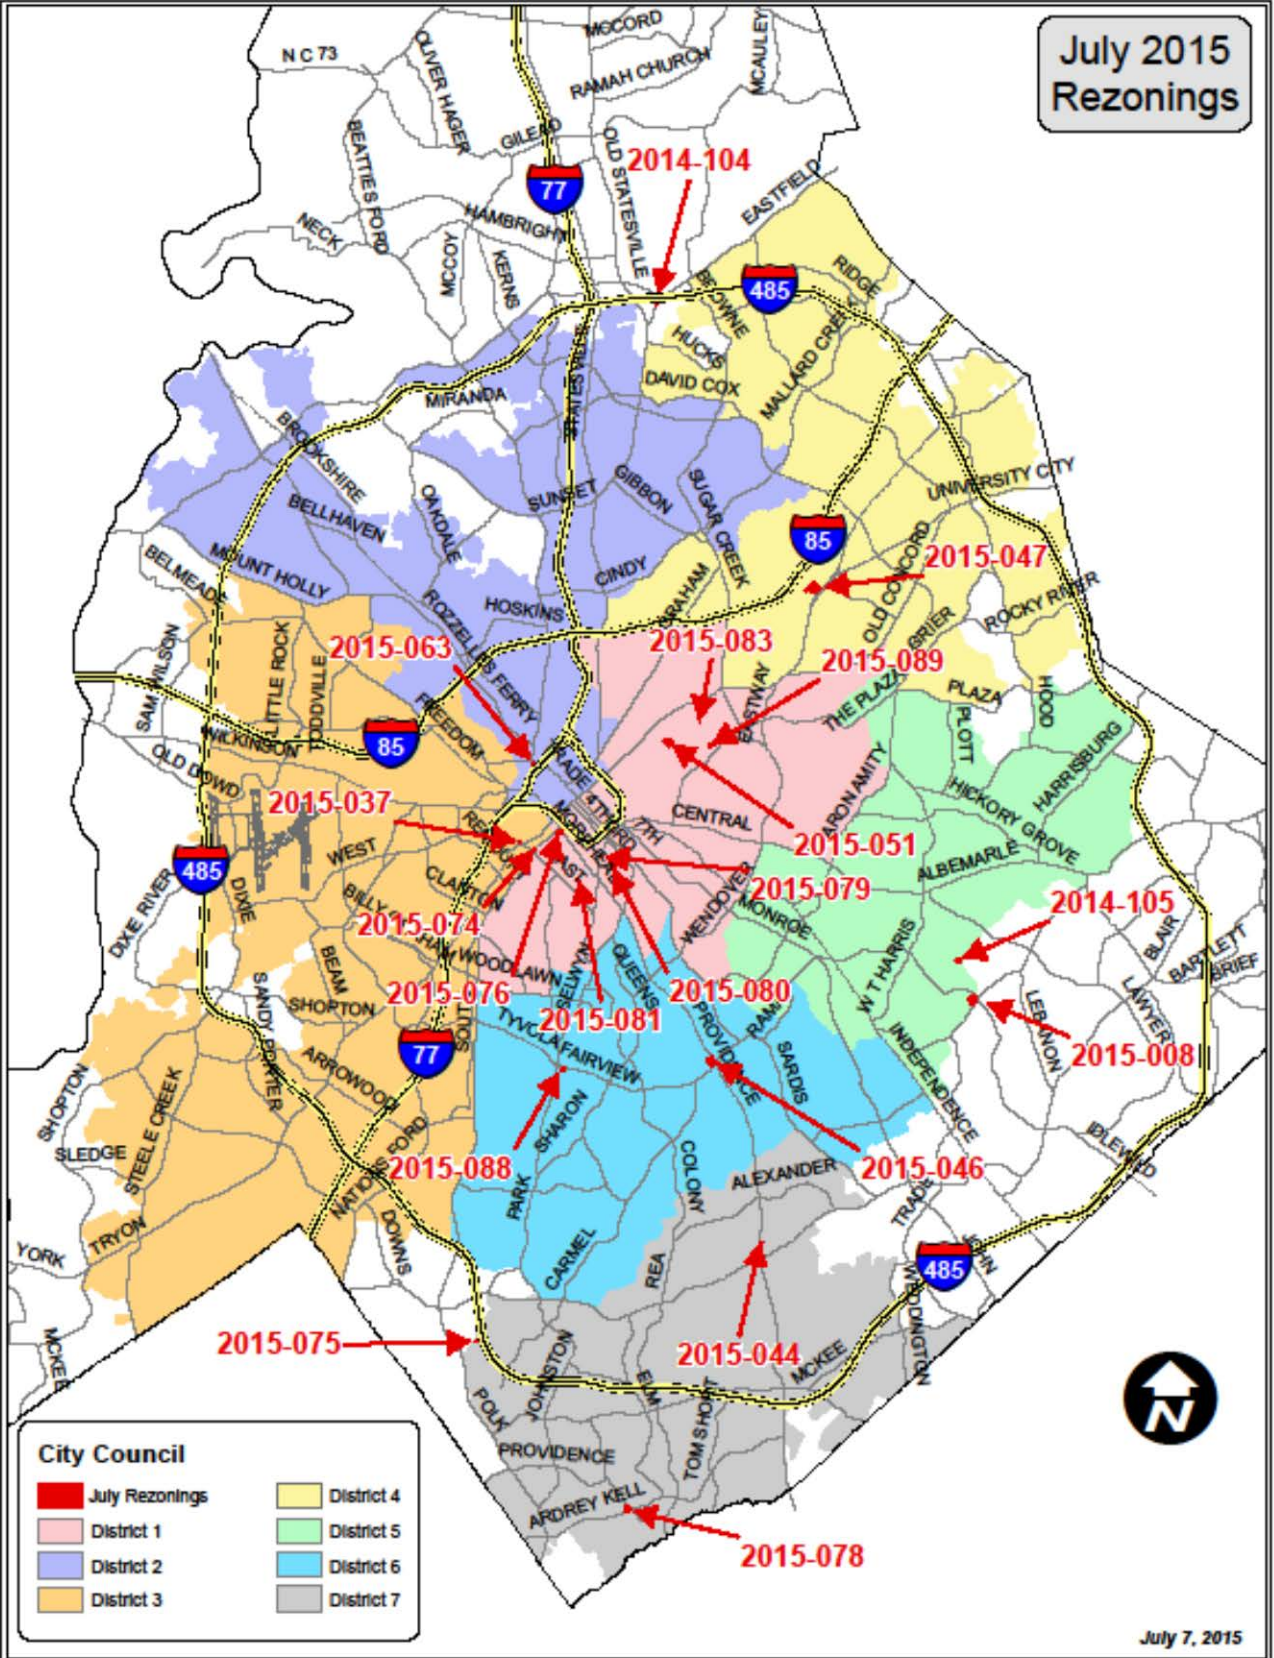 July 2015
Rezonings
N C 73
OLIVER HAGER
MCCORD
RAMAH CHURCH
MCAULEY
GILEAD
BEATTIES FORD
OLD STATESVILLE
2014-104
77
EASTFIELD
HAMBRIGHT
NECK
MCCOY
KERNS
BROWNE
485
RIDGE
HUCKS
MALLARD CREEK
STATESVILLE
DAVID COX
MIRANDA
BROOKSHIRE
SUNSET
GIBBON
SUGAR CREEK
UNIVERSITY CITY
BELLHAVEN
OAKDALE
85
OLD CONCORD
2015-047
BELMEADE
MOUNT HOLLY
CINDY
GRAHAM
ROCKY RIVER
HOSKINS
ROZZELLES FERRY
GRIER
SAM WILSON
LITTLE ROCK
TODDVILLE
2015-063
2015-083
2015-089
EASTWAY
THE PLAZA
PLAZA
HOOD
PLOTT
FREEDOM
WILKINSON
85
OLD DOWD
TRADE
HARRISBURG
2015-037
4TH
7TH
CENTRAL
HICKORY GROVE
2015-051
WEST
485
DIXIE
CLANTON
2015-079
WENDOVER
ALBEMARLE
DIXIE RIVER
MONROE
2014-105
2015-074
W T HARRIS
BLAIR
BARTLETT
BRIEF
BEAM
WOODLAWN
SELWYN
QUEENS
2015-076
2015-080
LAWYER
LEBANON
SHOPTON
SANDY PORTER
2015-081
PROVIDENCE
RAMA
SARDIS
INDEPENDENCE
77
TYVOLA
FAIRVIEW
2015-008
SHOPTON
ARROWOOD
STEELE CREEK
SHARON
IDLEWILD
SLEDGE
NATIONS FORD
2015-088
COLONY
ALEXANDER
2015-046
PARK
TRADE
TRYON
YORK
DOWNS
CARMEL
REA
485
JOHN
WEDDINGTON
2015-075
2015-044
MCKEE
MCKEE
JOHNSTON
ELM
TOM SHORT
POLK
N
PROVIDENCE
ARDREY KELL
2015-078
City Council
July Rezonings
District 1
District 2
District 3
District 4
District 5
District 6
District 7
July 7, 2015